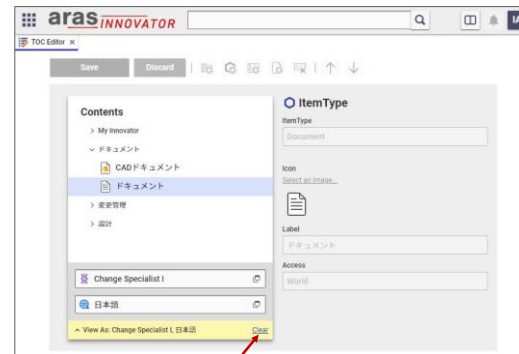 aras INNOVATOR
TOC Editor ×
Save Discard
Contents
My Innovator
ドキュメント
CADドキュメント
ドキュメント
変更管理
設計
Change Specialist I
日本語
View As: Change Specialist I, 日本語 Clear
ItemType
ItemType
Document
Icon
Select an image...
Label
ドキュメント
Access
World